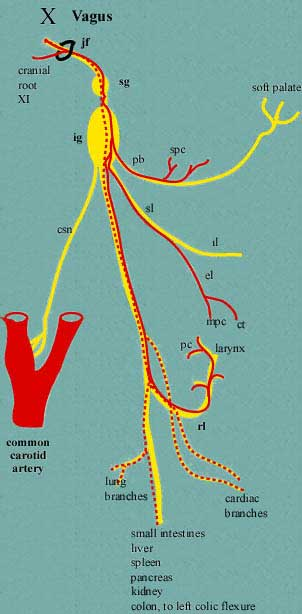 X Vagus
jf
cranial
root
XI
sg
soft palate
ig
spc
pb
sl
csn
il
el
mpc
ct
pc
larynx
rl
common
carotid
artery
lung
branches
cardiac
branches
small intestines
liver
spleen
pancreas
kidney
colon, to left colic flexure